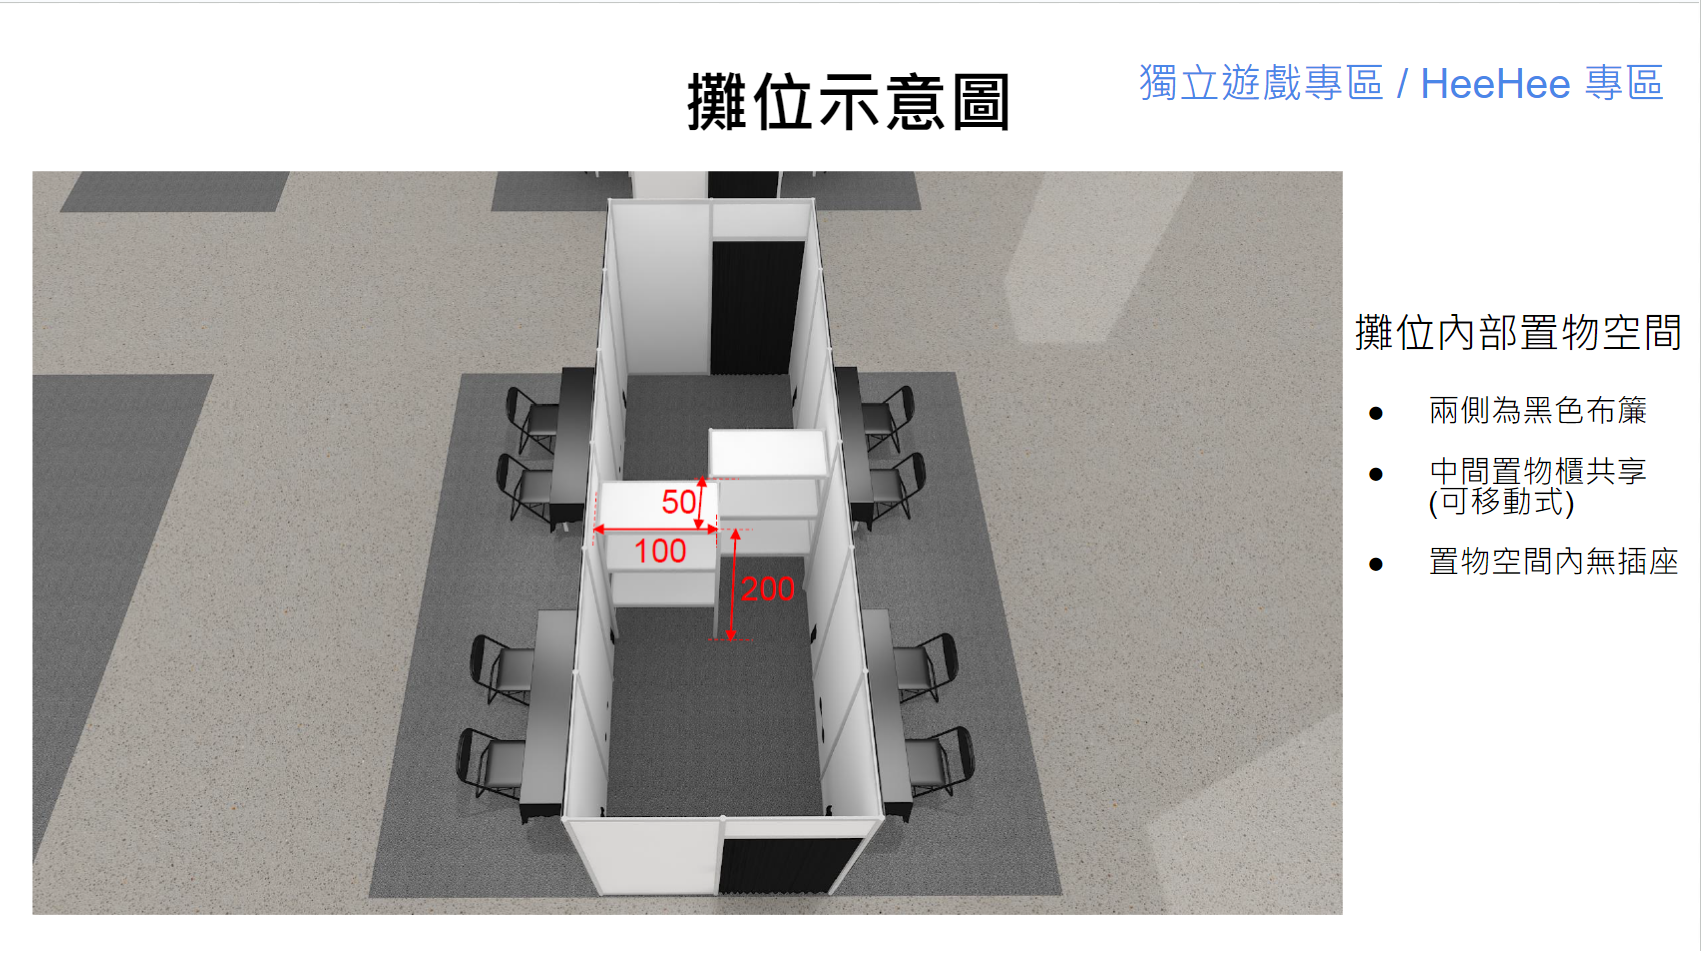 攤位示意圖
獨立遊戲專區 / HeeHee 專區
50
100
200
攤位內部置物空間
● 兩側為黑色布簾
● 中間置物櫃共享
(可移動式)
● 置物空間內無插座